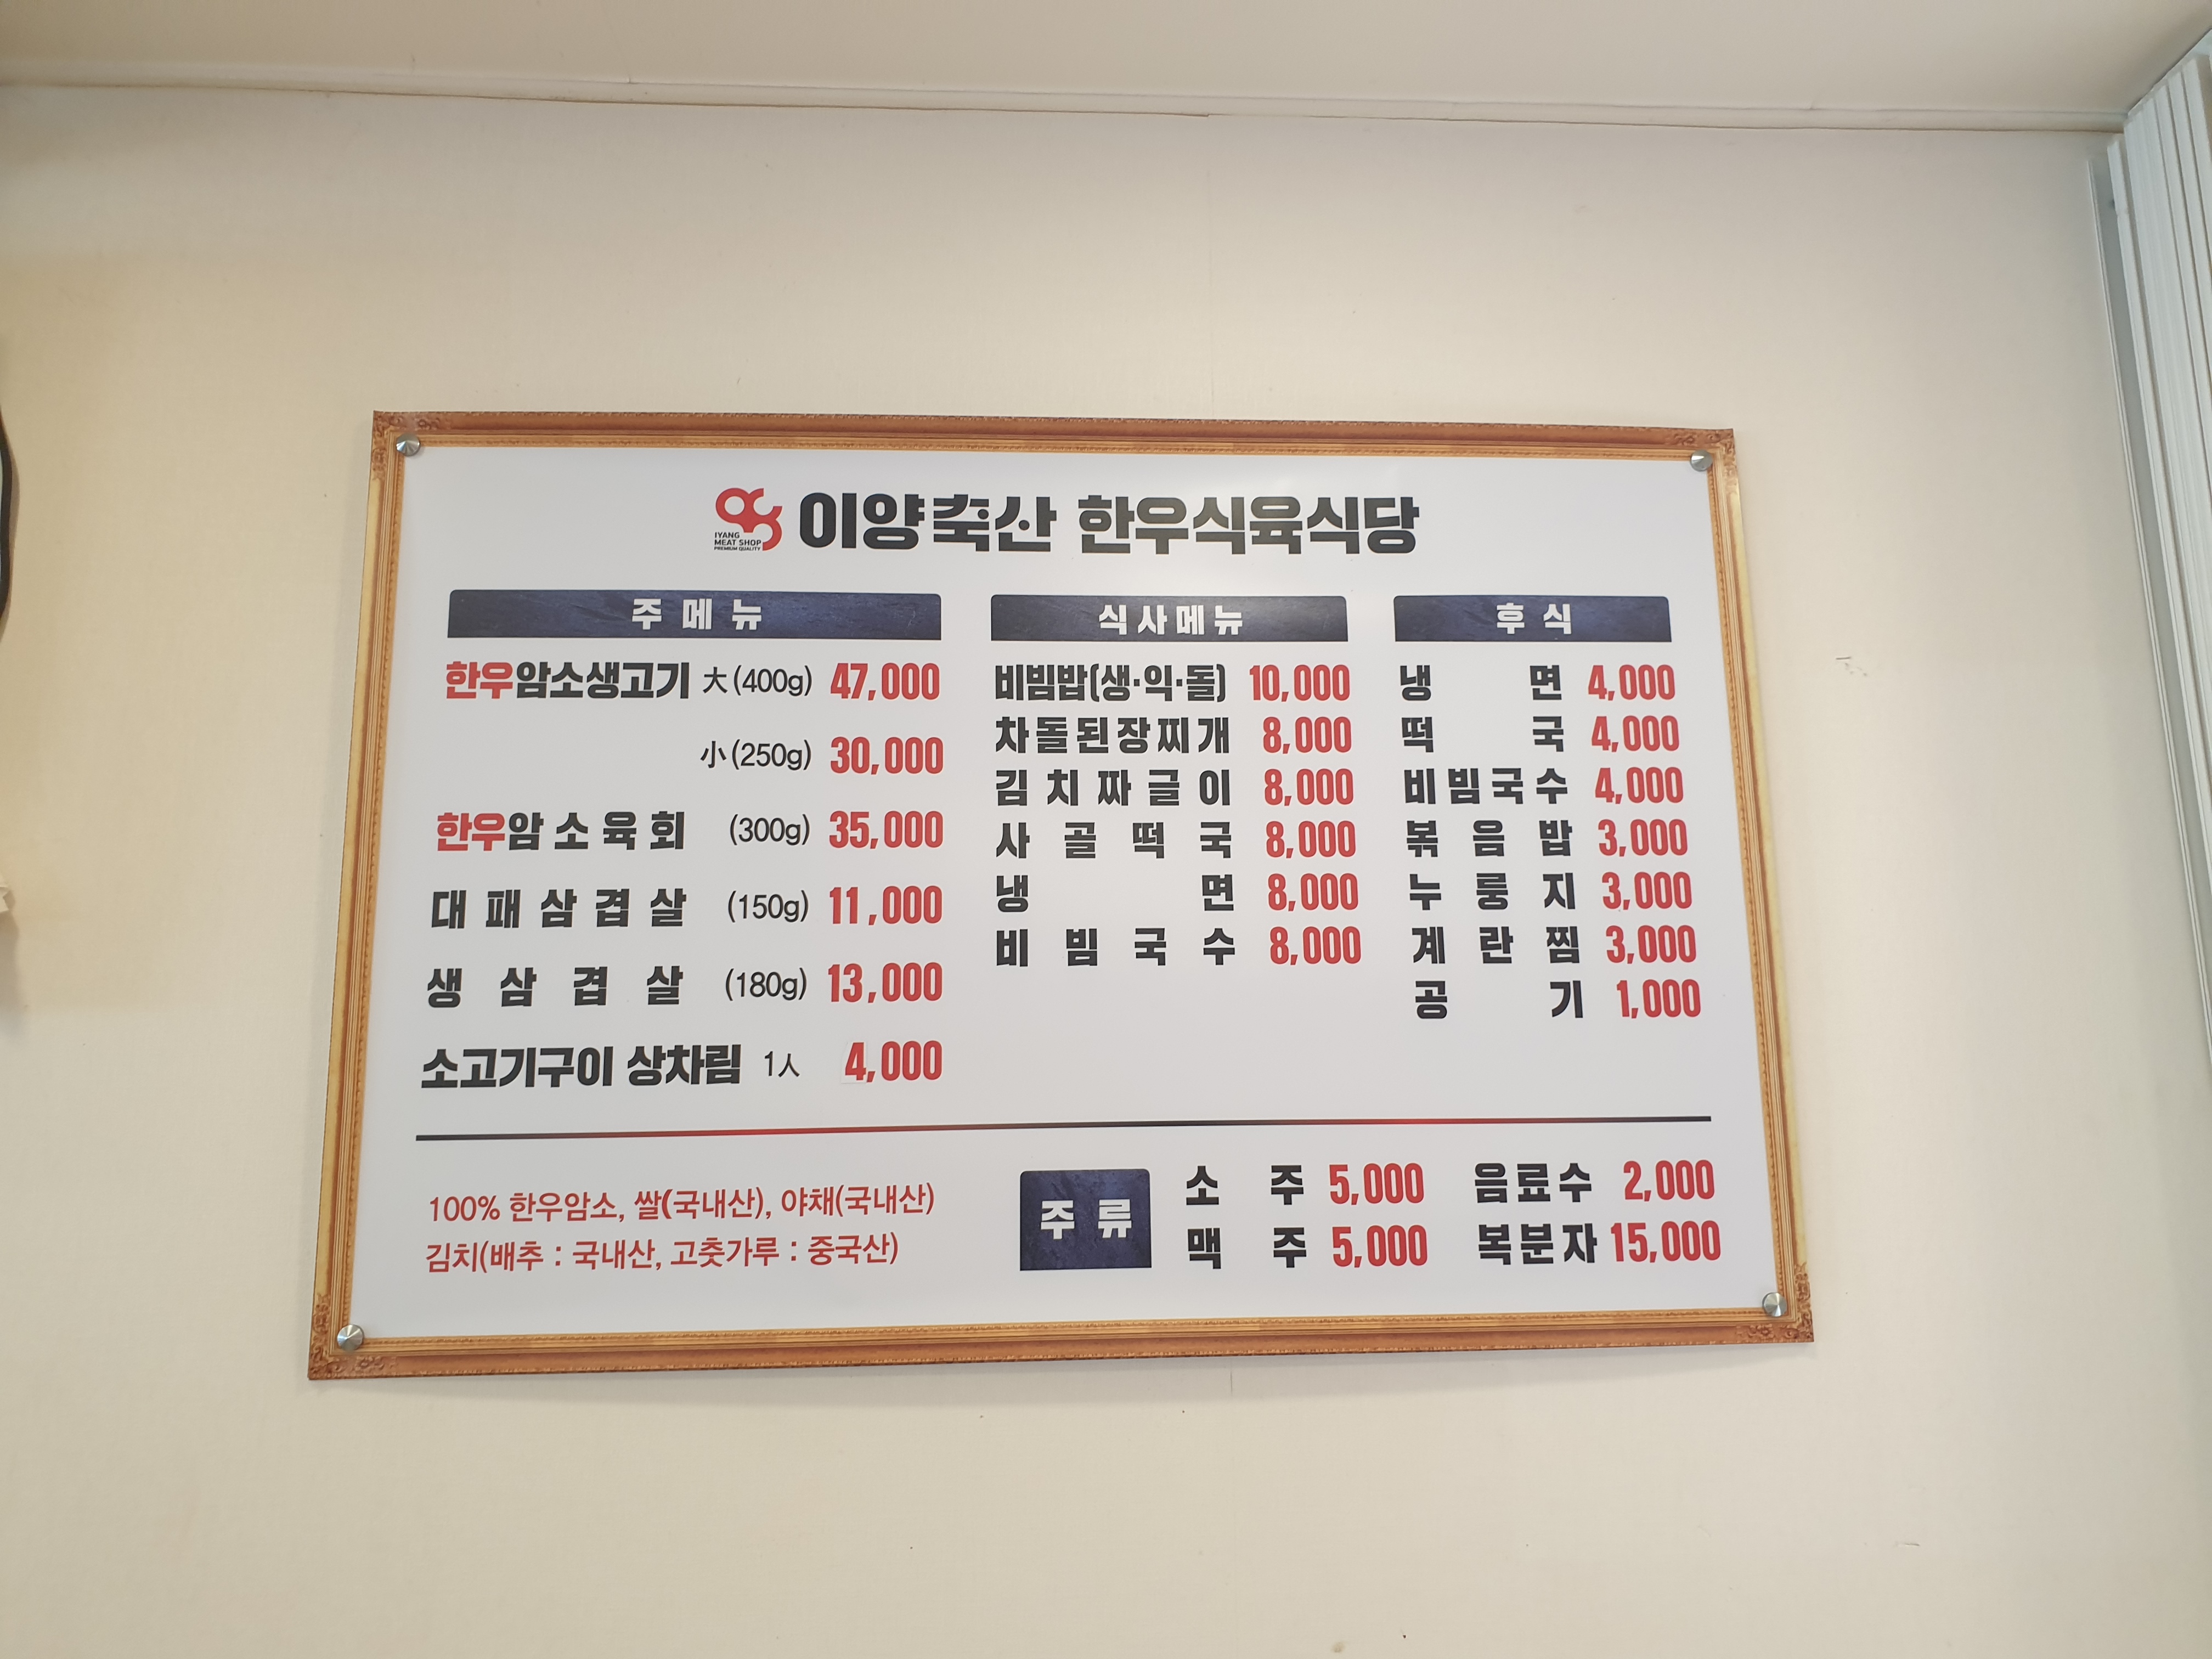 IYANG
MEAT SHOP
PREMIUM QUALITY
이양축산 한우식육식당
주메뉴
한우암소생고기 大(400g) 47,000
小(250g) 30,000
한우암소육회 (300g) 35,000
대패삼겹살 (150g) 11,000
생삼겹살 (180g) 13,000
소고기구이 상차림 1人 4,000
식사메뉴
비빔밥(생·익·돌) 10,000
차돌된장찌개 8,000
김치짜글이 8,000
사골떡국 8,000
냉면 8,000
비빔국수 8,000
후식
냉면 4,000
떡국 4,000
비빔국수 4,000
볶음밥 3,000
누룽지 3,000
계란찜 3,000
공기 1,000
100% 한우암소, 쌀(국내산), 야채(국내산)
김치(배추 : 국내산, 고춧가루 : 중국산)
주류
소주 5,000 음료수 2,000
맥주 5,000 복분자 15,000